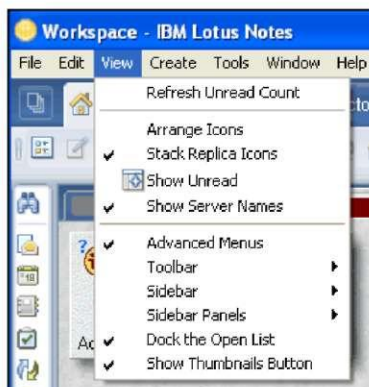 Workspace - IBM Lotus Notes
File Edit View Create Tools Window Help
Refresh Unread Count
Arrange Icons
Stack Replica Icons
Show Unread
Show Server Names
Advanced Menus
Toolbar
Sidebar
Sidebar Panels
Dock the Open List
Show Thumbnails Button